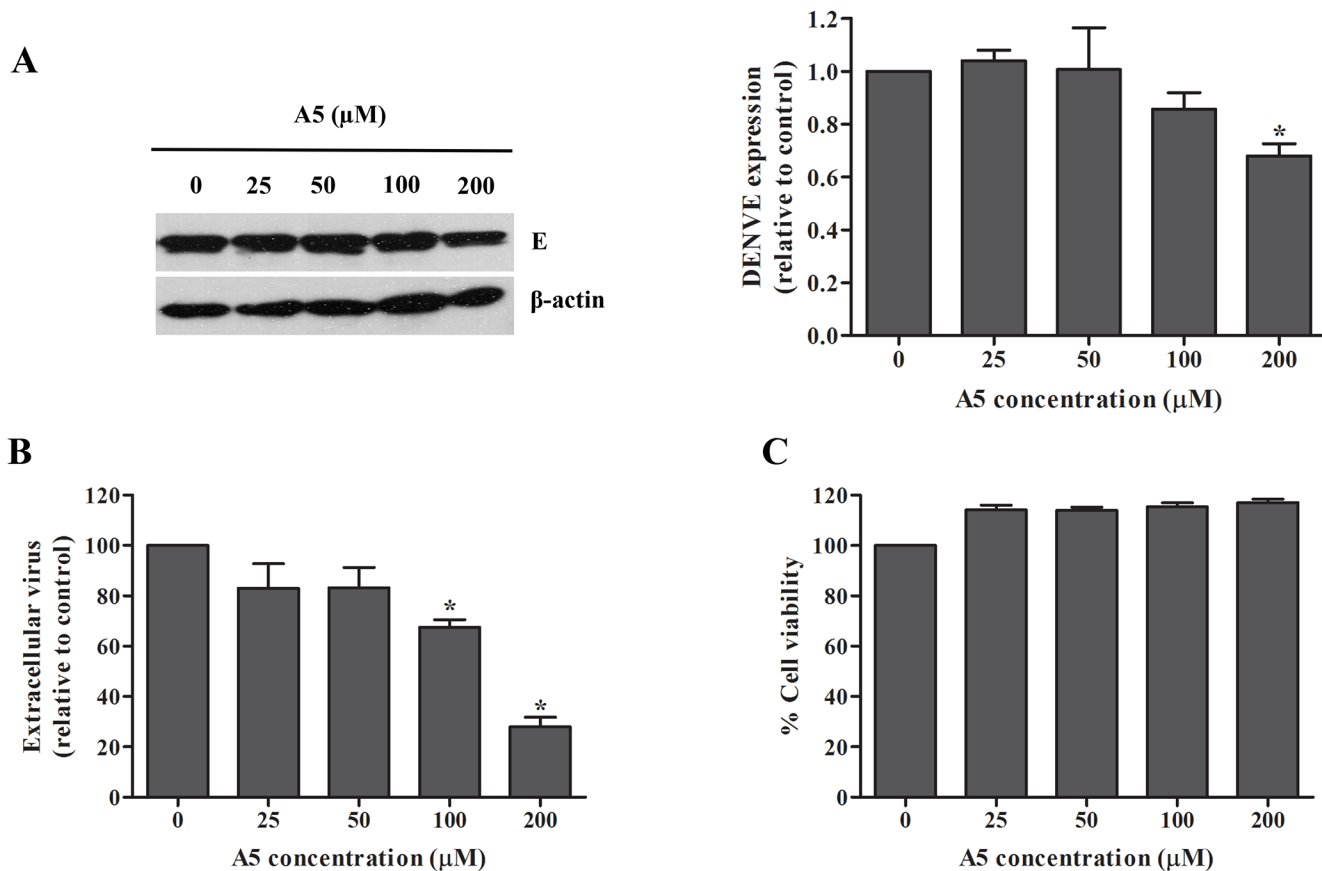 A
A5 (µM)
0 25 50 100 200
E
β-actin
DENVE expression
(relative to control)
1.2
1.0
0.8
0.6
0.4
0.2
0.0
*
0 25 50 100 200
A5 concentration (µM)
B
Extracellular virus
(relative to control)
120
100
80
60
40
20
0
*
*
0 25 50 100 200
A5 concentration (µM)
C
% Cell viability
120
100
80
60
40
20
0
0 25 50 100 200
A5 concentration (µM)